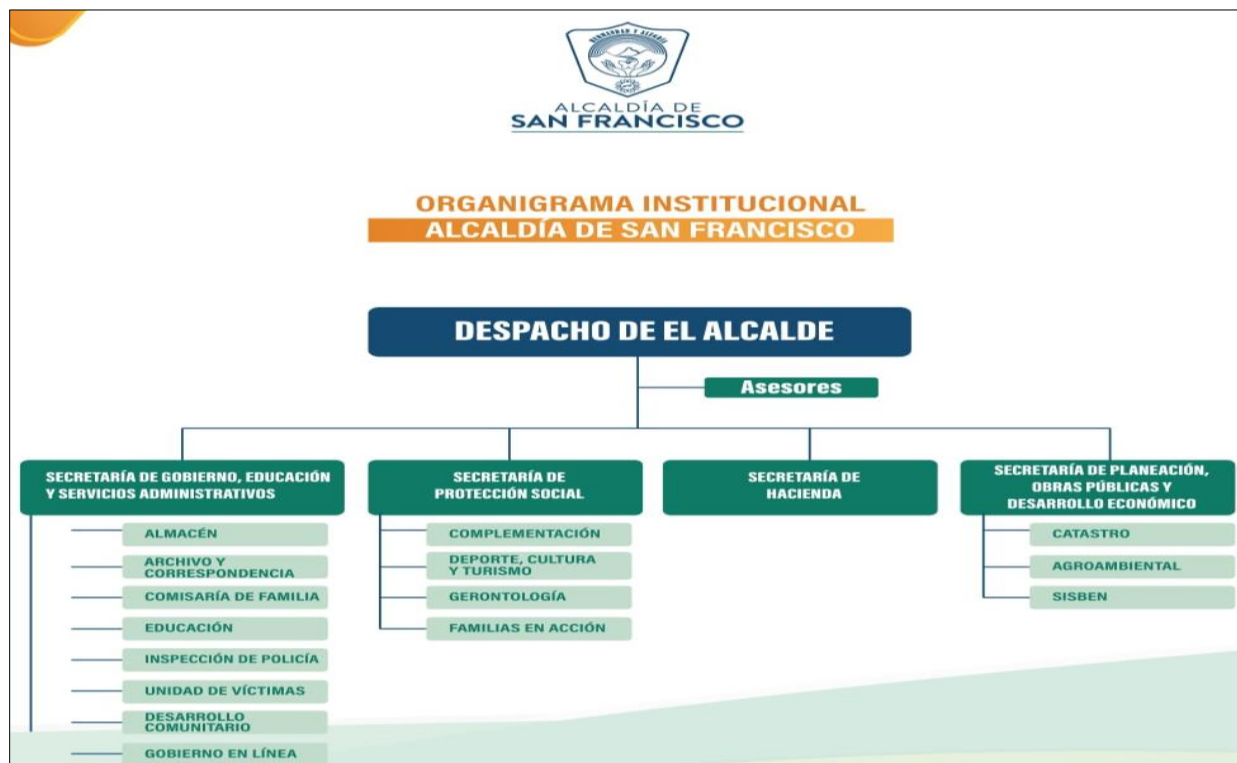 HERMANDAD Y ALEGRIA
ALCALDÍA DE
SAN FRANCISCO
ORGANIGRAMA INSTITUCIONAL
ALCALDÍA DE SAN FRANCISCO
DESPACHO DE EL ALCALDE
Asesores
SECRETARÍA DE GOBIERNO, EDUCACIÓN
Y SERVICIOS ADMINISTRATIVOS
ALMACÉN
ARCHIVO Y
CORRESPONDENCIA
COMISARÍA DE FAMILIA
EDUCACIÓN
INSPECCIÓN DE POLICÍA
UNIDAD DE VÍCTIMAS
DESARROLLO
COMUNITARIO
GOBIERNO EN LÍNEA
SECRETARÍA DE
PROTECCIÓN SOCIAL
COMPLEMENTACIÓN
DEPORTE, CULTURA
Y TURISMO
GERONTOLOGÍA
FAMILIAS EN ACCIÓN
SECRETARÍA DE
HACIENDA
SECRETARÍA DE PLANEACIÓN,
OBRAS PÚBLICAS Y
DESARROLLO ECONÓMICO
CATASTRO
AGROAMBIENTAL
SISBEN